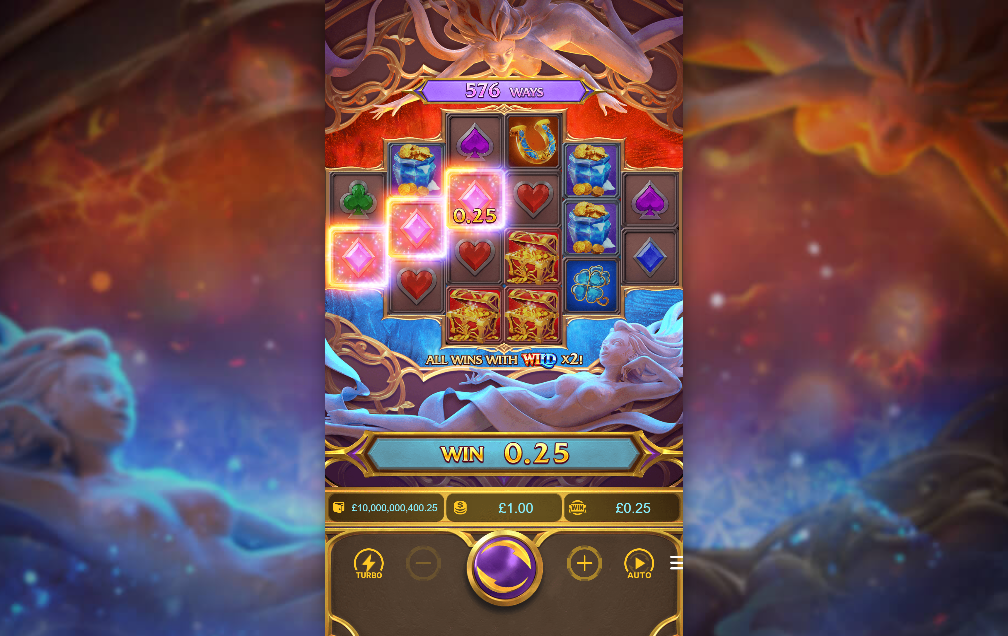 576 WAYS
0.25
ALL WINS WITH WILD X2!
WIN 0.25
£10,000,000,400.25
£1.00
WIN
£0.25
TURBO
AUTO